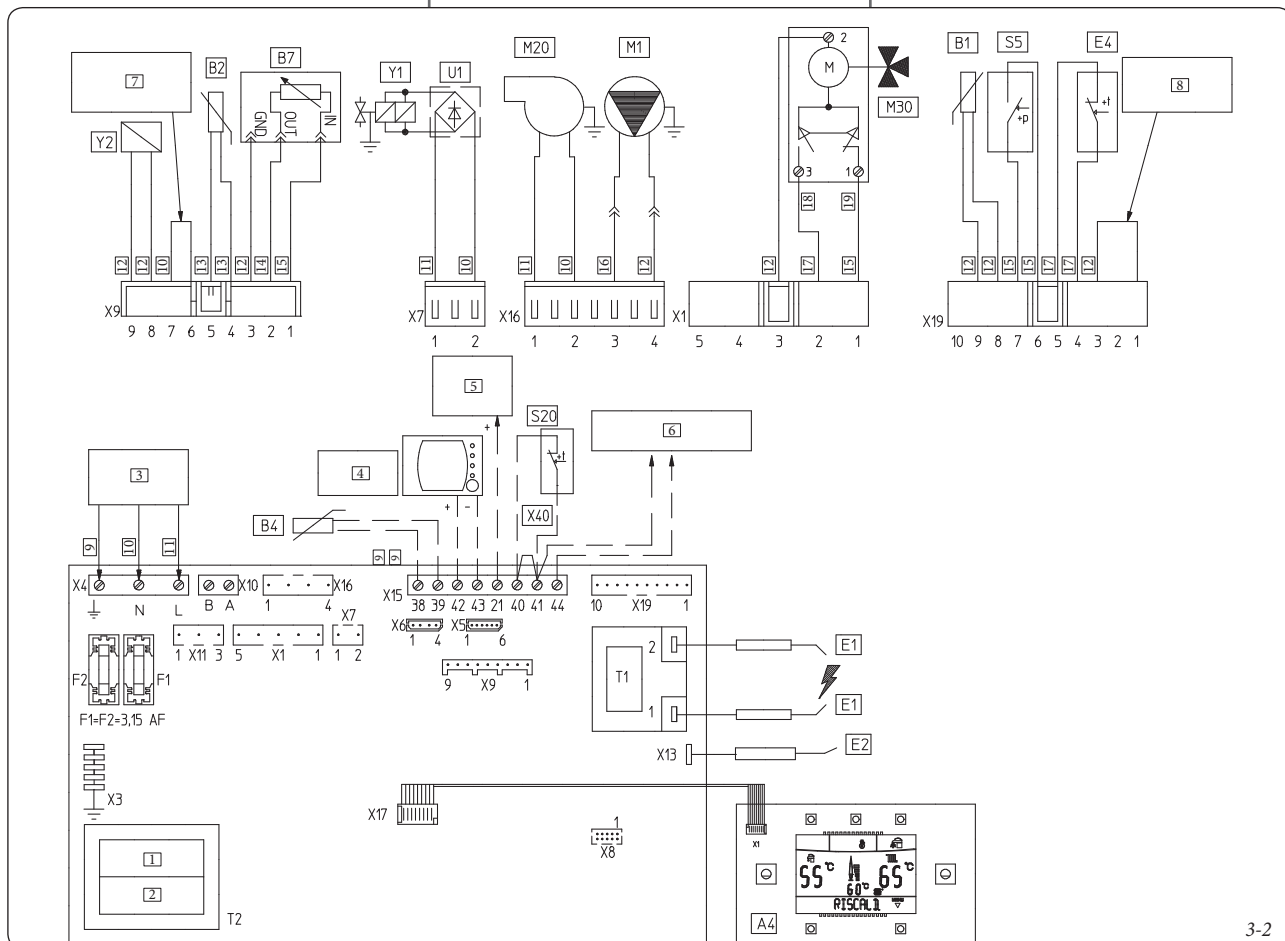 7
B2
B7
Y2
GND
OUT
IN
12 12 10 13 13 12 14 15
X9
9 8 7 6 5 4 3 2 1
Y1
U1
11 10
X7
1 2
M20
M1
11 10 16 12
X16
1 2 3 4
2
M
M30
3
1
18
19
12 17 15
X1
5 4 3 2 1
B1
S5
E4
8
+p
+t
12 12 15 15 17 17 12
X19
10 9 8 7 6 5 4 3 2 1
5
S20
6
+
+t
3
4
+ -
X40
B4
9 10 11
9 9
X4
N
L
B A
X10
1 4
X16
X15
38 39 42 43 21 40 41 44
10 X19 1
X7
X6
1 4
X5
1 6
1 X11 3
5 X1 1
1 2
9 X9 1
F2
F1
F1=F2=3,15 AF
T1
2
1
E1
E1
X13
E2
X3
X17
1
X8
X1
1
2
T2
55 °C
60°
65 °C
MENU
RISCAL.
A4
3-2